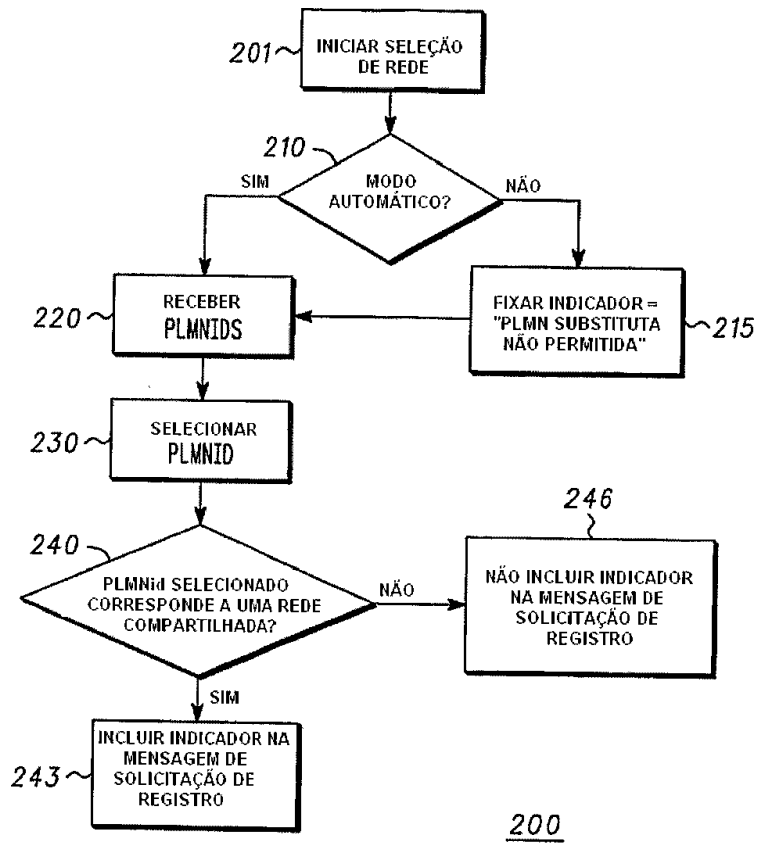 201
INICIAR SELEÇÃO
DE REDE
210
SIM
MODO
AUTOMÁTICO?
NÃO
220
RECEBER
PLMNIDS
FIXAR INDICADOR =
"PLMN SUBSTITUTA
NÃO PERMITIDA"
215
230
SELECIONAR
PLMNID
240
PLMNid SELECIONADO
CORRESPONDE A UMA REDE
COMPARTILHADA?
NÃO
246
NÃO INCLUIR INDICADOR
NA MENSAGEM DE
SOLICITAÇÃO DE
REGISTRO
SIM
243
INCLUIR INDICADOR NA
MENSAGEM DE
SOLICITAÇÃO DE
REGISTRO
200